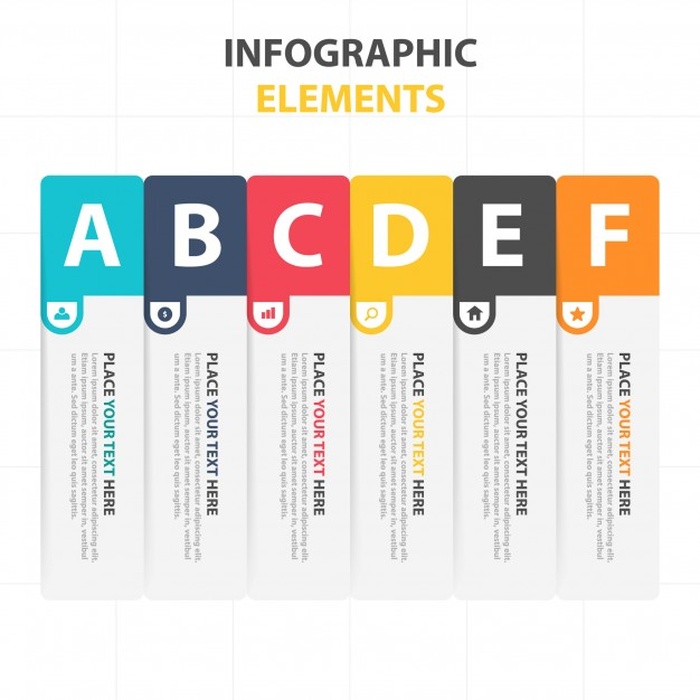 INFOGRAPHIC
ELEMENTS
A
B
C
D
E
F
$
PLACE YOUR TEXT HERE
Lorem ipsum dolor sit amet, consectetur adipiscing elit.
Etiam ipsum ipsum, auctor sit amet semper in, vestibul
um a ante. Sed dictum eget leo quis sagittis.
PLACE YOUR TEXT HERE
Lorem ipsum dolor sit amet, consectetur adipiscing elit.
Etiam ipsum ipsum, auctor sit amet semper in, vestibul
um a ante. Sed dictum eget leo quis sagittis.
PLACE YOUR TEXT HERE
Lorem ipsum dolor sit amet, consectetur adipiscing elit.
Etiam ipsum ipsum, auctor sit amet semper in, vestibul
um a ante. Sed dictum eget leo quis sagittis.
PLACE YOUR TEXT HERE
Lorem ipsum dolor sit amet, consectetur adipiscing elit.
Etiam ipsum ipsum, auctor sit amet semper in, vestibul
um a ante. Sed dictum eget leo quis sagittis.
PLACE YOUR TEXT HERE
Lorem ipsum dolor sit amet, consectetur adipiscing elit.
Etiam ipsum ipsum, auctor sit amet semper in, vestibul
um a ante. Sed dictum eget leo quis sagittis.
PLACE YOUR TEXT HERE
Lorem ipsum dolor sit amet, consectetur adipiscing elit.
Etiam ipsum ipsum, auctor sit amet semper in, vestibul
um a ante. Sed dictum eget leo quis sagittis.